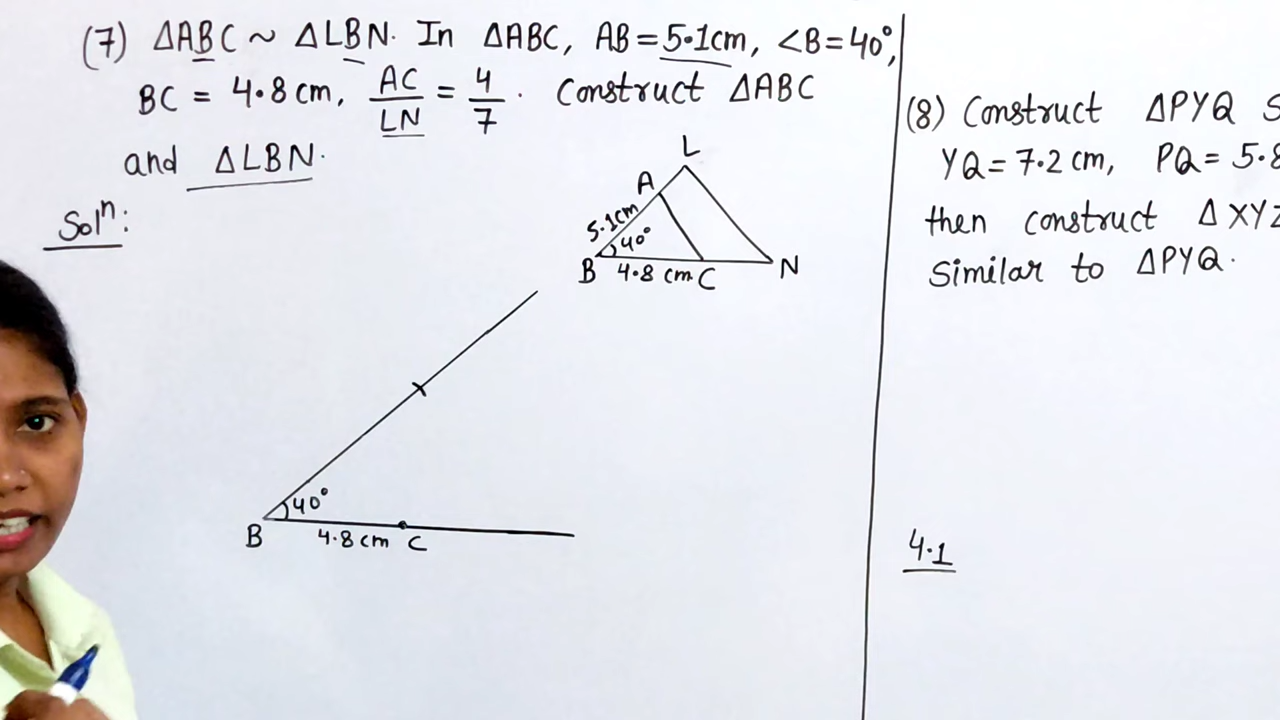 (7) ΔABC ~ ΔLBN. In ΔABC, AB = 5.1cm, ∠B = 40°,
BC = 4.8 cm, AC/LN = 4/7. Construct ΔABC
and ΔLBN.
Solⁿ:
L
A
5.1cm
40°
B 4.8 cm C N
40°
B 4.8 cm C
(8) Construct ΔPYQ S
YQ = 7.2 cm, PQ = 5.8
then construct ΔXYZ
Similar to ΔPYQ.
4.1